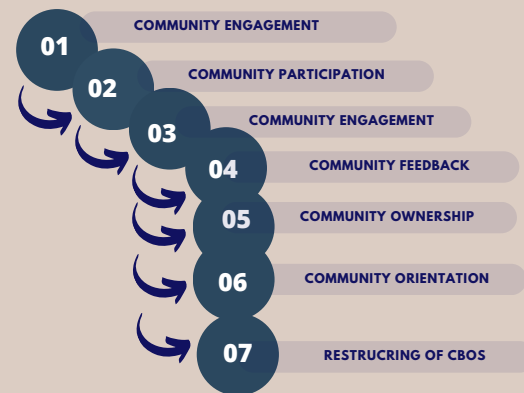 01 COMMUNITY ENGAGEMENT
02 COMMUNITY PARTICIPATION
03 COMMUNITY ENGAGEMENT
04 COMMUNITY FEEDBACK
05 COMMUNITY OWNERSHIP
06 COMMUNITY ORIENTATION
07 RESTRUCRING OF CBOS